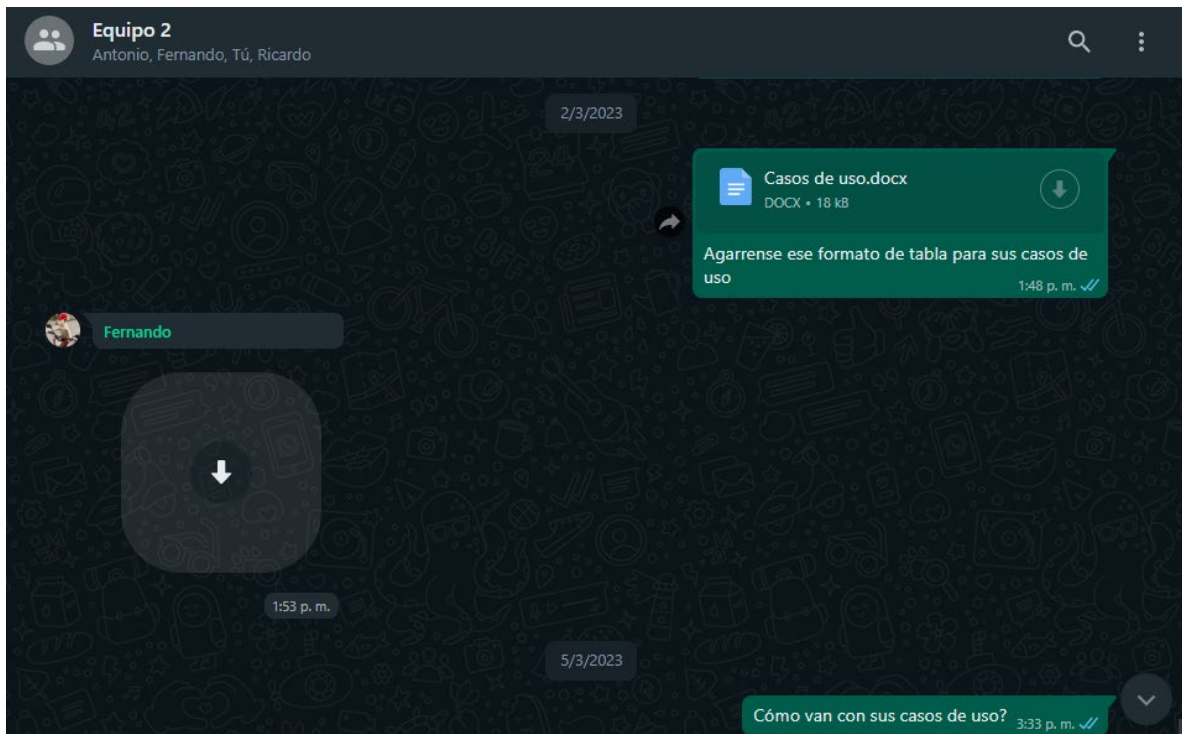 Equipo 2
Antonio, Fernando, Tú, Ricardo
2/3/2023
Casos de uso.docx
DOCX • 18 kB
Agarrense ese formato de tabla para sus casos de
uso
1:48 p. m.
Fernando
1:53 p. m.
5/3/2023
Cómo van con sus casos de uso?
3:33 p. m.